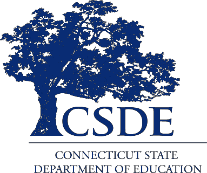 CSDE
CONNECTICUT STATE
DEPARTMENT OF EDUCATION